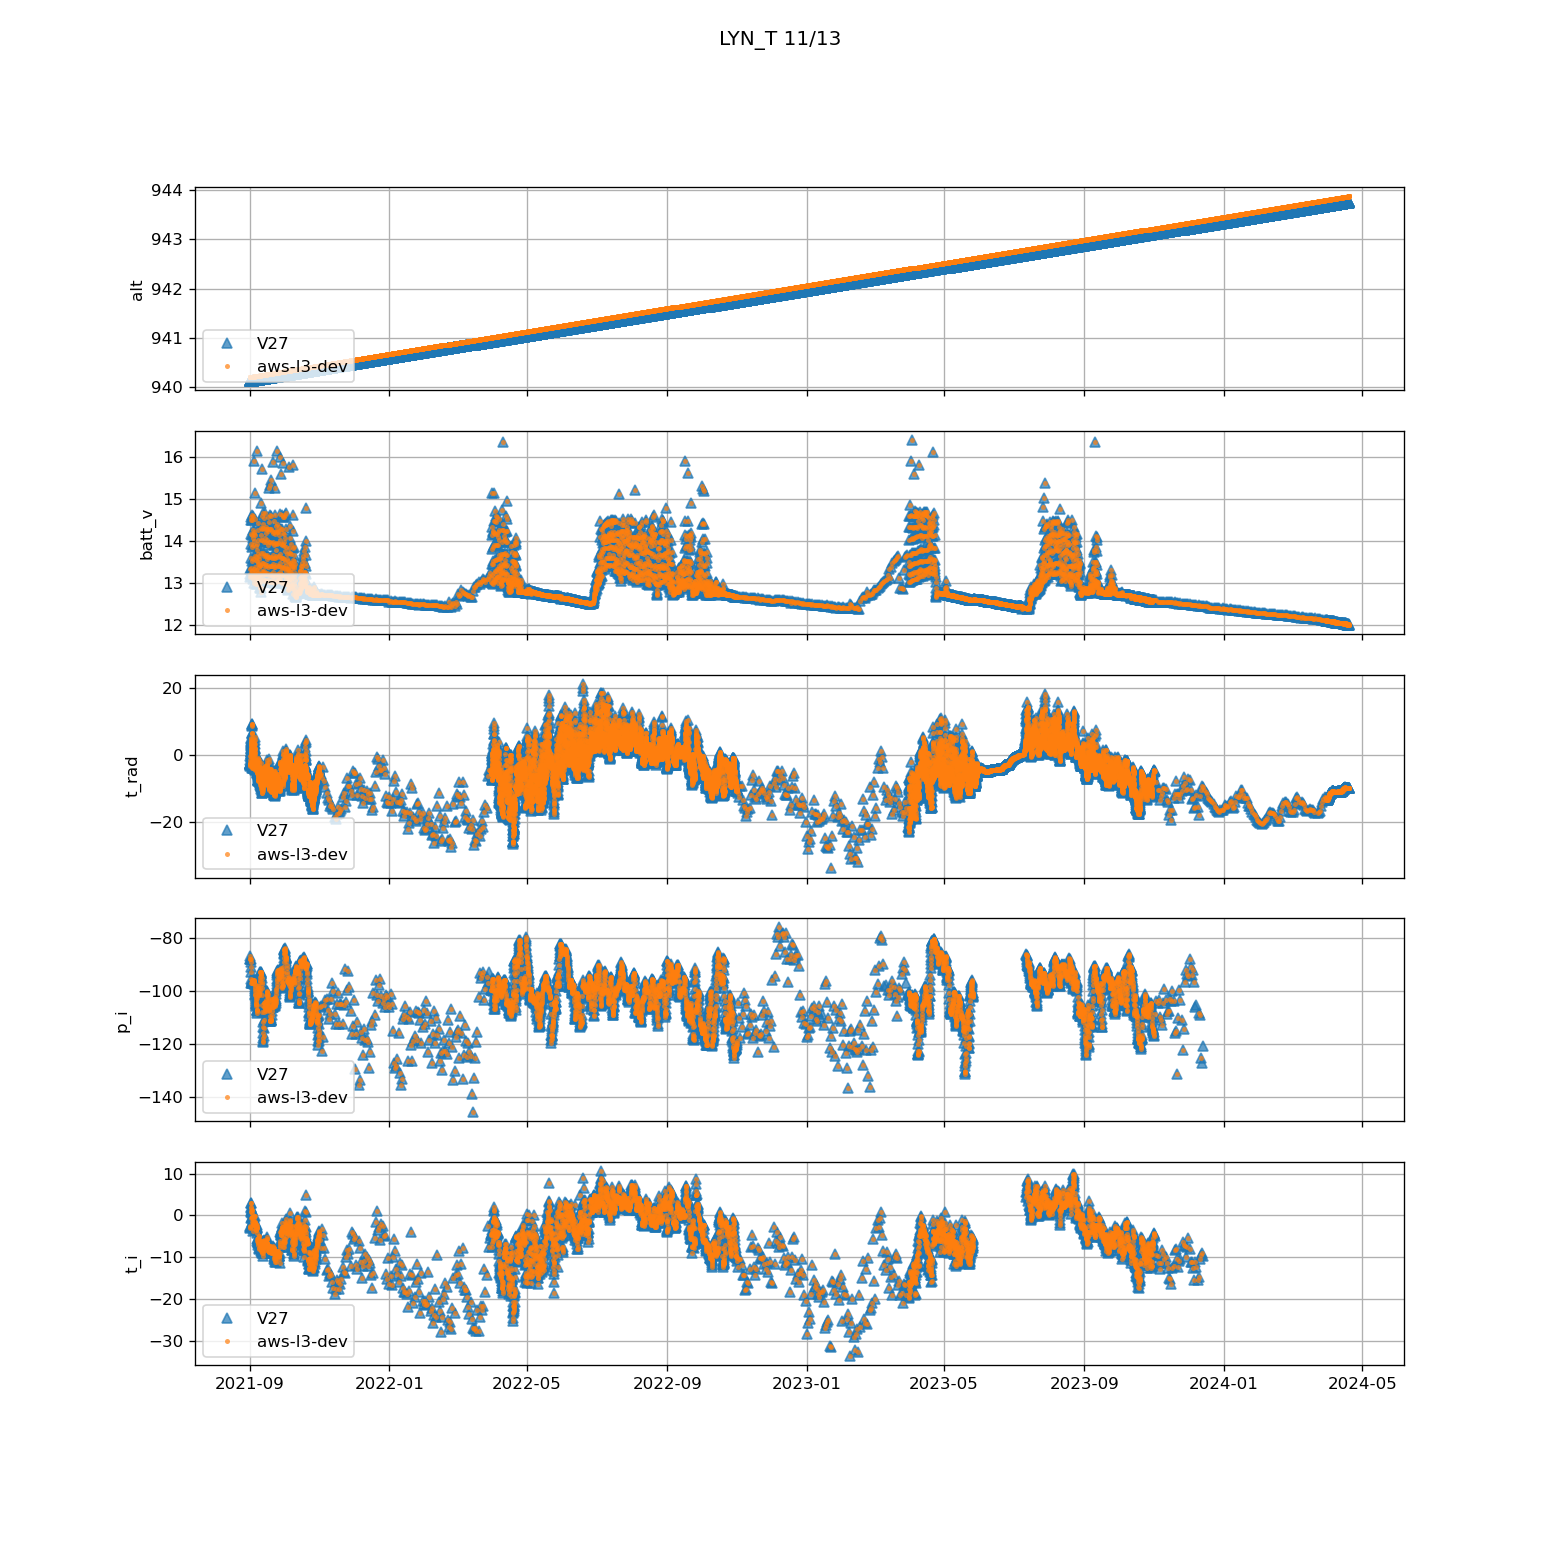 LYN_T 11/13
944
943
942
941
940
alt
V27
aws-l3-dev
16
15
14
13
12
batt_v
V27
aws-l3-dev
20
0
−20
t_rad
V27
aws-l3-dev
−80
−100
−120
−140
p_i
V27
aws-l3-dev
10
0
−10
−20
−30
t_i
V27
aws-l3-dev
2021-09 2022-01 2022-05 2022-09 2023-01 2023-05 2023-09 2024-01 2024-05